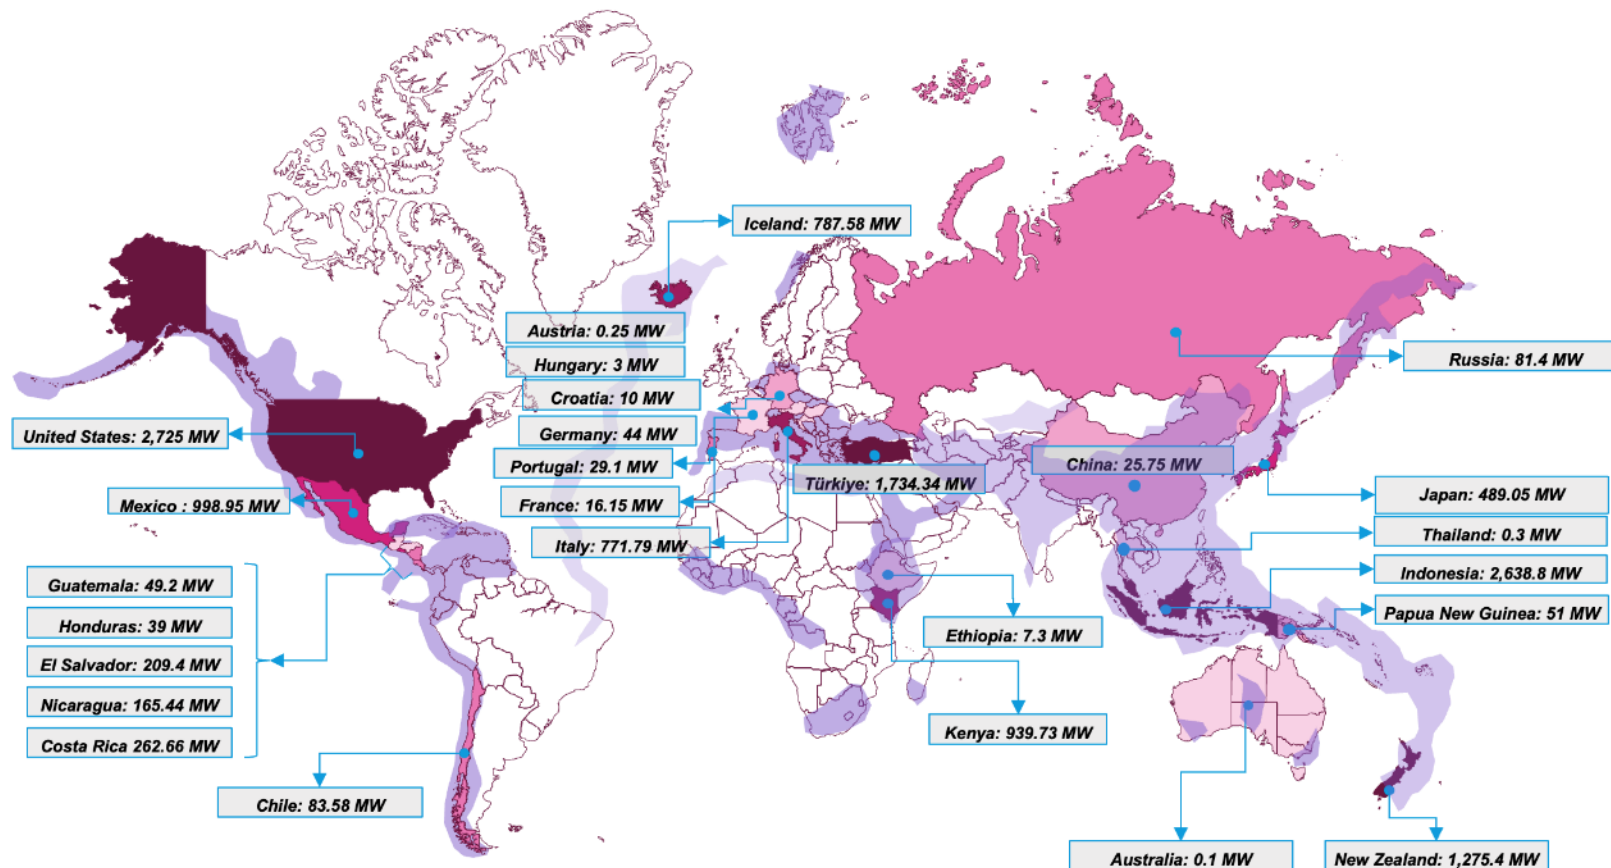 Iceland: 787.58 MW
Austria: 0.25 MW
Hungary: 3 MW
Croatia: 10 MW
Germany: 44 MW
Portugal: 29.1 MW
France: 16.15 MW
Italy: 771.79 MW
Türkiye: 1,734.34 MW
Russia: 81.4 MW
China: 25.75 MW
Japan: 489.05 MW
Thailand: 0.3 MW
Indonesia: 2,638.8 MW
Papua New Guinea: 51 MW
United States: 2,725 MW
Mexico : 998.95 MW
Guatemala: 49.2 MW
Honduras: 39 MW
El Salvador: 209.4 MW
Nicaragua: 165.44 MW
Costa Rica 262.66 MW
Chile: 83.58 MW
Ethiopia: 7.3 MW
Kenya: 939.73 MW
Australia: 0.1 MW
New Zealand: 1,275.4 MW